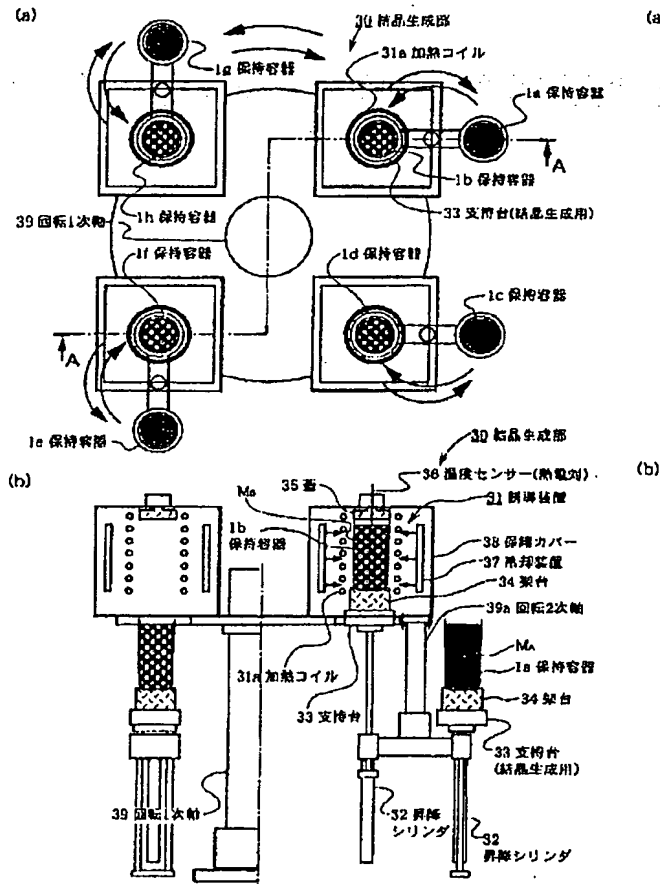 (a)
(a
30 結晶生成部
31a 加熱コイル
1g 保持容器
1a 保持容器
A
1b 保持容器
33 支持台(結晶生成用)
1h 保持容器
39 回転1次軸
1f 保持容器
1d 保持容器
1c 保持容器
A
1e 保持容器
30 結晶生成部
(b)
(b)
36 温度センサー(熱電対)
35 蓋
31 誘導装置
1b
保持容器
38 保護カバー
37 冷却装置
34 架台
39a 回転2次軸
MA
1a 保持容器
31a 加熱コイル
34 架台
33 支持台
33 支持台
(結晶生成用)
39 回転1次軸
32 昇降
シリンダ
32
昇降シリンダ